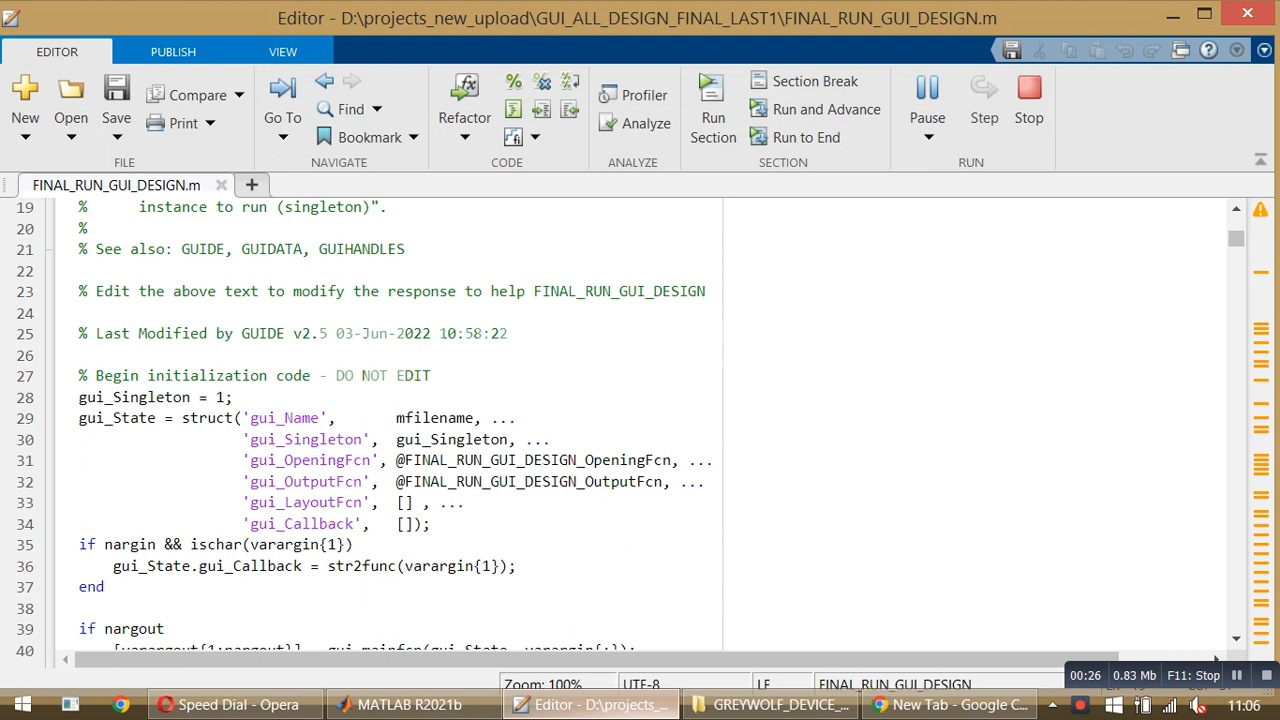 Editor - D:\projects_new_upload\GUI_ALL_DESIGN_FINAL_LAST1\FINAL_RUN_GUI_DESIGN.m
EDITOR PUBLISH VIEW
New Open Save Compare Print Go To Find Bookmark Refactor Profiler Analyze Run Section Section Break Run and Advance Run to End Pause Step Stop
FILE NAVIGATE CODE ANALYZE SECTION RUN
FINAL_RUN_GUI_DESIGN.m
19 %      instance to run (singleton)".
20 %
21 % See also: GUIDE, GUIDATA, GUIHANDLES
22
23 % Edit the above text to modify the response to help FINAL_RUN_GUI_DESIGN
24
25 % Last Modified by GUIDE v2.5 03-Jun-2022 10:58:22
26
27 % Begin initialization code - DO NOT EDIT
28 gui_Singleton = 1;
29 gui_State = struct('gui_Name',       mfilename, ...
30                    'gui_Singleton',  gui_Singleton, ...
31                    'gui_OpeningFcn', @FINAL_RUN_GUI_DESIGN_OpeningFcn, ...
32                    'gui_OutputFcn',  @FINAL_RUN_GUI_DESIGN_OutputFcn, ...
33                    'gui_LayoutFcn',  [] , ...
34                    'gui_Callback',   []);
35 if nargin && ischar(varargin{1})
36     gui_State.gui_Callback = str2func(varargin{1});
37 end
38
39 if nargout
40     [varargout{1:nargout}] = gui_mainfcn(gui_State, varargin{:});
Zoom: 100% UTF-8 LF FINAL_RUN_GUI_DESIGN
00:26 0.83 Mb F11: Stop
Speed Dial - Opera MATLAB R2021b Editor - D:\projects_... GREYWOLF_DEVICE_... New Tab - Google C... 11:06